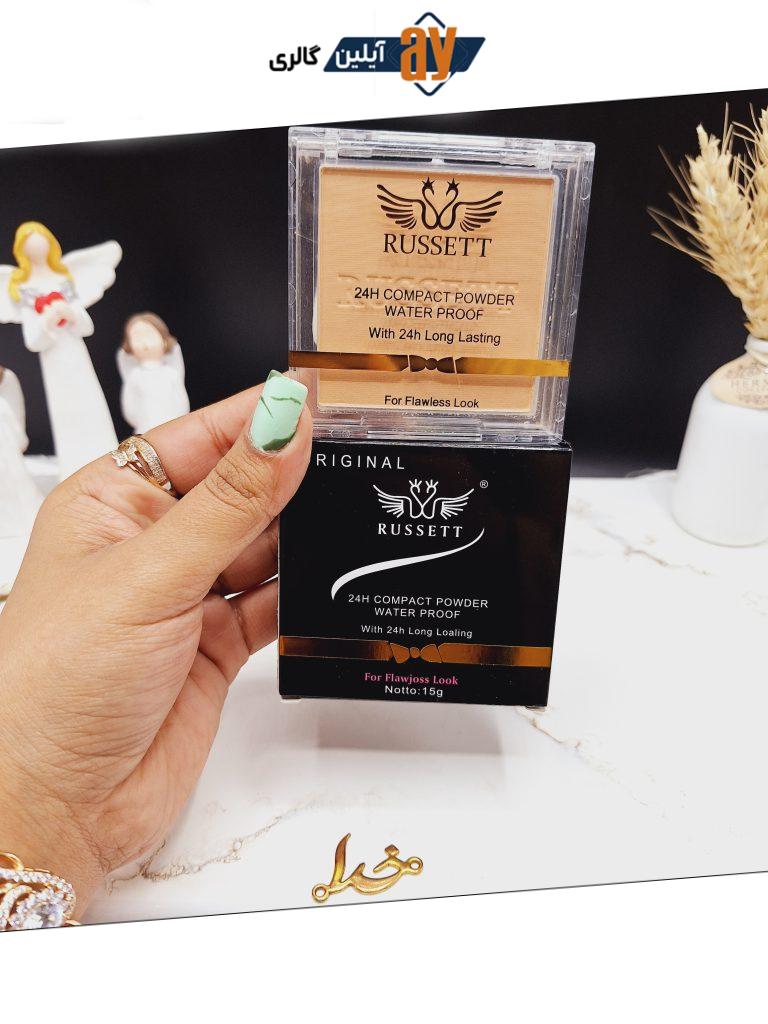 آیلین گالری
ay
RUSSETT
RUSSETT
24H COMPACT POWDER
WATER PROOF
With 24h Long Lasting
For Flawless Look
RIGINAL
®
RUSSETT
24H COMPACT POWDER
WATER PROOF
With 24h Long Loaling
For Flawjoss Look
Notto:15g
خدا